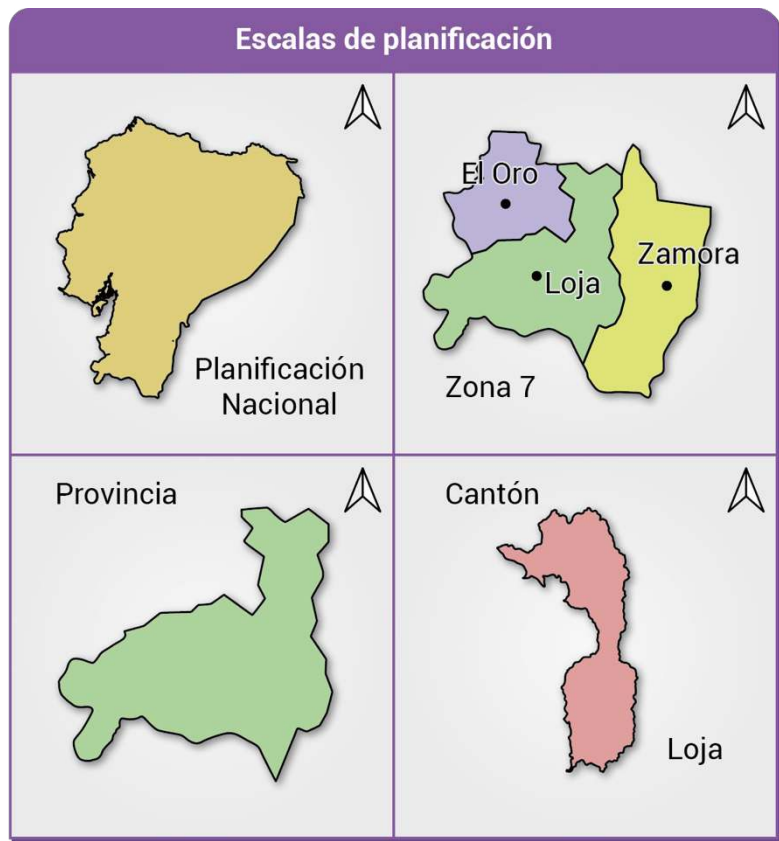 Escalas de planificación
Planificación
Nacional
El Oro
Zamora
Loja
Zona 7
Provincia
Cantón
Loja